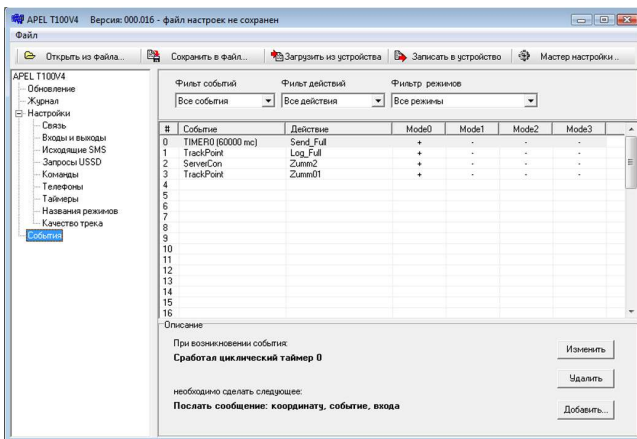 APEL T100V4 Версия: 000.016 - файл настроек не сохранен
Файл
Открыть из файла... Сохранить в файл... Загрузить из устройства Записать в устройство Мастер настройки..
APEL T100V4
Обновление
Журнал
Настройки
Связь
Входы и выходы
Исходящие SMS
Запросы USSD
Команды
Телефоны
Таймеры
Названия режимов
Качество трека
События
Фильт событий Фильт действий Фильтр режимов
Все события Все действия Все режимы
# Событие Действие Mode0 Mode1 Mode2 Mode3
0 TIMER0 (60000 mc) Send_Full + - - -
1 TrackPoint Log_Full + - - -
2 ServerCon Zumm2 + - - -
3 TrackPoint Zumm01 + - - -
4
5
6
7
8
9
10
11
12
13
14
15
16
Описание
При возникновении события:
Сработал циклический таймер 0
необходимо сделать следующее:
Послать сообщение: координату, событие, входа
Изменить
Удалить
Добавить...